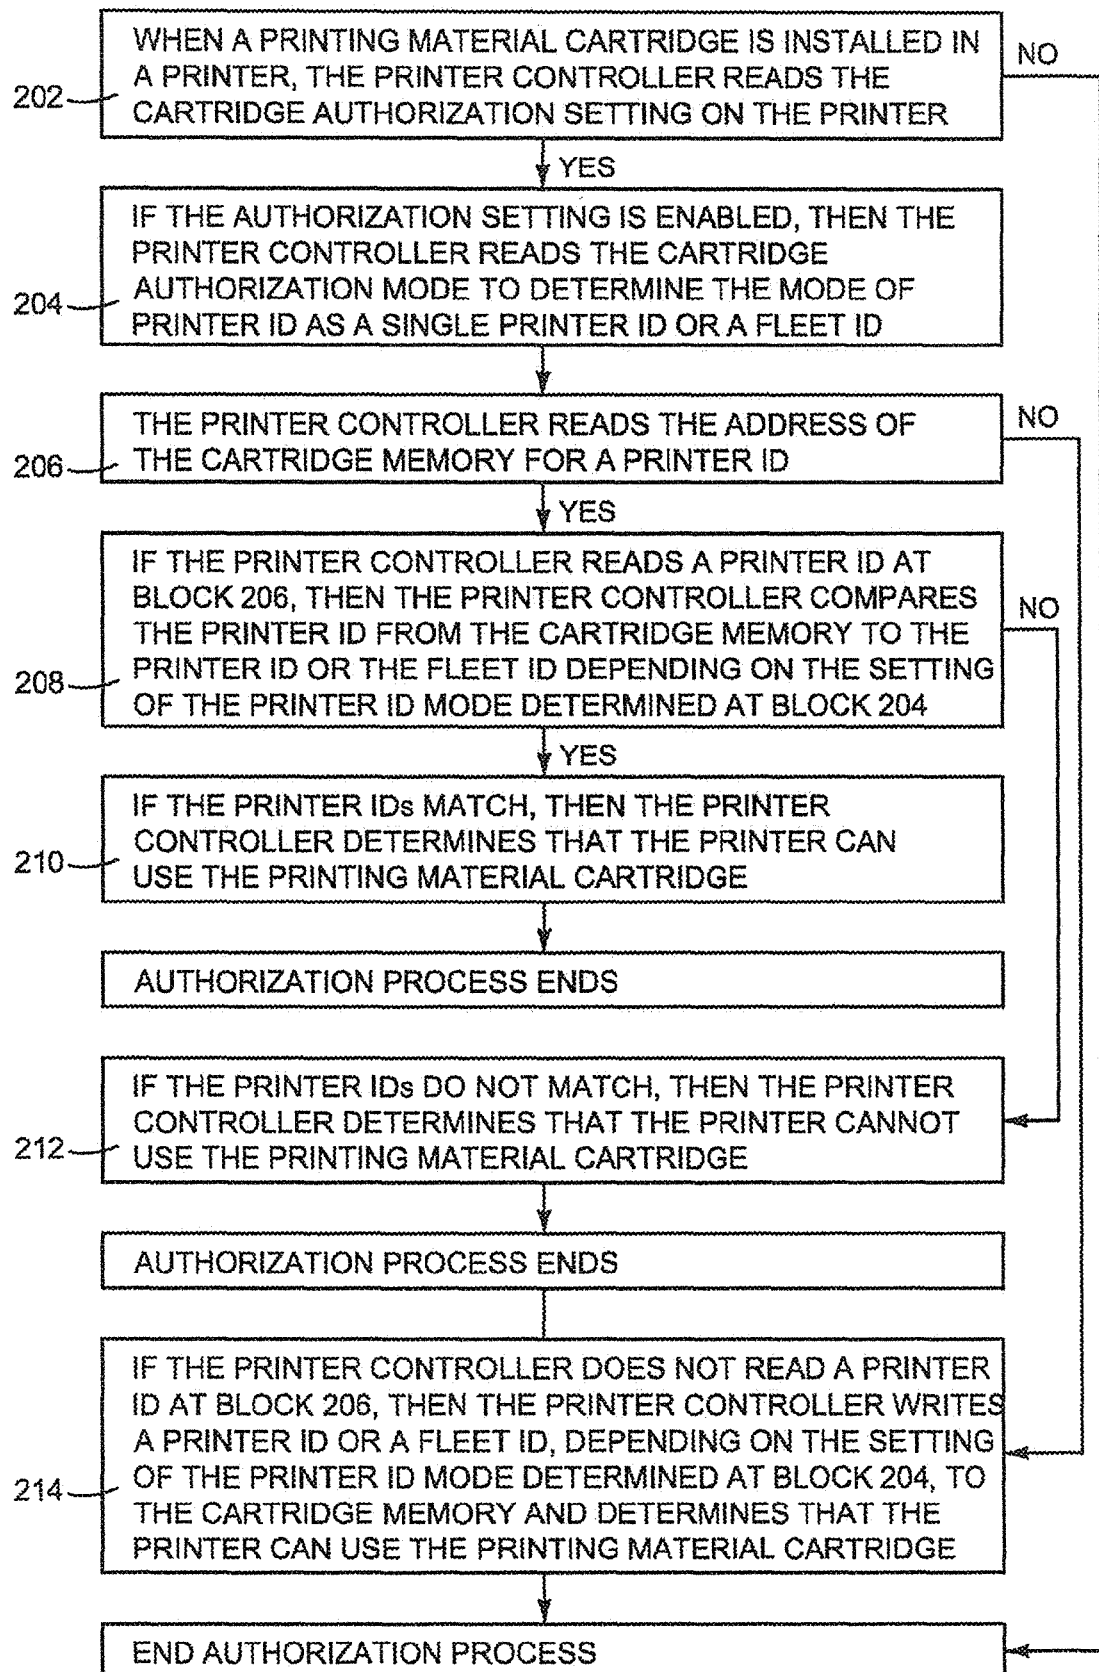 WHEN A PRINTING MATERIAL CARTRIDGE IS INSTALLED IN
NO
A PRINTER, THE PRINTER CONTROLLER READS THE
202
CARTRIDGE AUTHORIZATION SETTING ON THE PRINTER
YES
IF THE AUTHORIZATION SETTING IS ENABLED, THEN THE
PRINTER CONTROLLER READS THE CARTRIDGE
204
AUTHORIZATION MODE TO DETERMINE THE MODE OF
PRINTER ID AS A SINGLE PRINTER ID OR A FLEET ID
THE PRINTER CONTROLLER READS THE ADDRESS OF
NO
206
THE CARTRIDGE MEMORY FOR A PRINTER ID
YES
IF THE PRINTER CONTROLLER READS A PRINTER ID AT
BLOCK 206, THEN THE PRINTER CONTROLLER COMPARES
NO
THE PRINTER ID FROM THE CARTRIDGE MEMORY TO THE
PRINTER ID OR THE FLEET ID DEPENDING ON THE SETTING
208
OF THE PRINTER ID MODE DETERMINED AT BLOCK 204
YES
IF THE PRINTER IDs MATCH, THEN THE PRINTER
CONTROLLER DETERMINES THAT THE PRINTER CAN
210
USE THE PRINTING MATERIAL CARTRIDGE
AUTHORIZATION PROCESS ENDS
IF THE PRINTER IDs DO NOT MATCH, THEN THE PRINTER
CONTROLLER DETERMINES THAT THE PRINTER CANNOT
212
USE THE PRINTING MATERIAL CARTRIDGE
AUTHORIZATION PROCESS ENDS
IF THE PRINTER CONTROLLER DOES NOT READ A PRINTER
ID AT BLOCK 206, THEN THE PRINTER CONTROLLER WRITES
A PRINTER ID OR A FLEET ID, DEPENDING ON THE SETTING
OF THE PRINTER ID MODE DETERMINED AT BLOCK 204, TO
214
THE CARTRIDGE MEMORY AND DETERMINES THAT THE
PRINTER CAN USE THE PRINTING MATERIAL CARTRIDGE
END AUTHORIZATION PROCESS